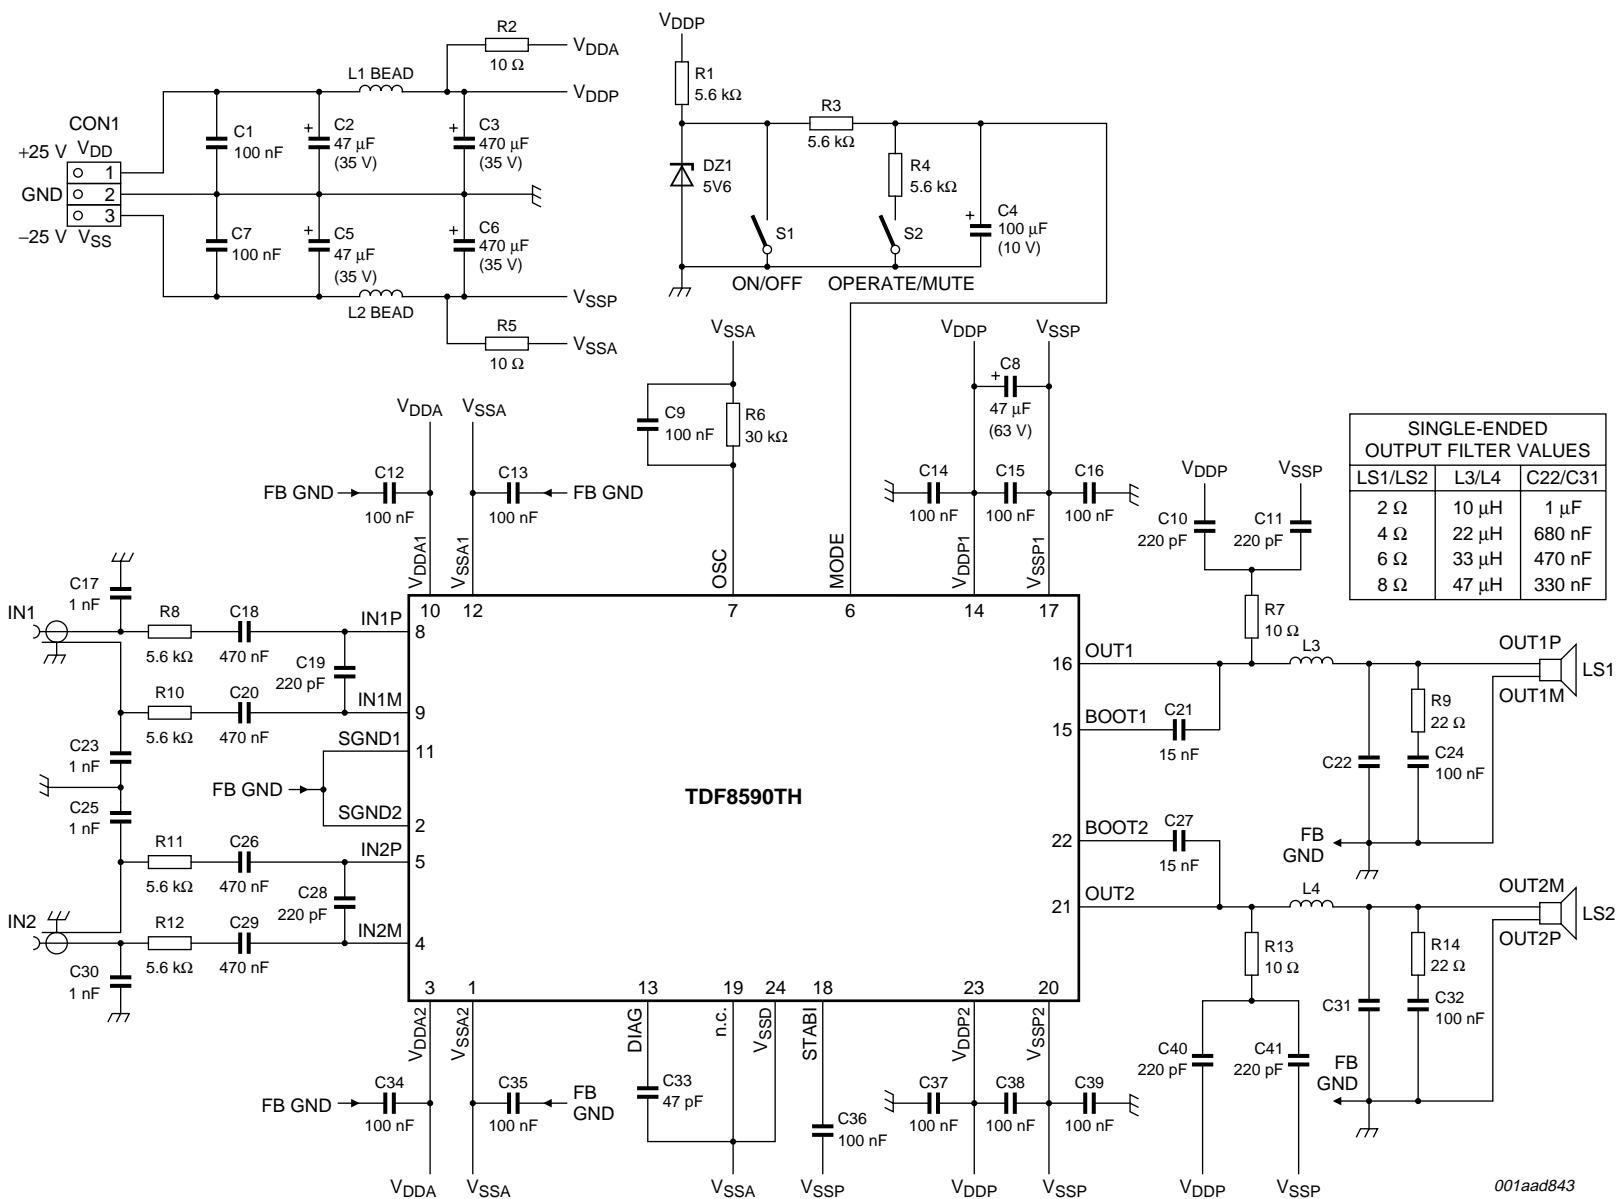 R2
10 Ω
VDDA
L1 BEAD
VDDP
CON1
+25 V VDD
GND
−25 V VSS
1
2
3
C1
100 nF
C2
47 μF
(35 V)
+
C3
470 μF
(35 V)
+
C7
100 nF
C5
47 μF
(35 V)
+
C6
470 μF
(35 V)
+
L2 BEAD
VSSP
R5
10 Ω
VSSA
VDDP
R1
5.6 kΩ
R3
5.6 kΩ
DZ1
5V6
R4
5.6 kΩ
S1
S2
C4
100 μF
(10 V)
+
ON/OFF
OPERATE/MUTE
VSSA
C9
100 nF
R6
30 kΩ
VDDP
VSSP
C8
47 μF
(63 V)
+
C14
100 nF
C15
100 nF
C16
100 nF
VDDA
VSSA
FB GND
C12
100 nF
C13
100 nF
FB GND
VDDP
VSSP
C10
220 pF
C11
220 pF
R7
10 Ω
SINGLE-ENDED
OUTPUT FILTER VALUES
LS1/LS2 L3/L4 C22/C31
2 Ω 10 μH 1 μF
4 Ω 22 μH 680 nF
6 Ω 33 μH 470 nF
8 Ω 47 μH 330 nF
VDDA1
VSSA1
OSC
MODE
VDDP1
VSSP1
10
12
7
6
14
17
C17
1 nF
IN1
R8
5.6 kΩ
C18
470 nF
IN1P
8
C19
220 pF
R10
5.6 kΩ
C20
470 nF
IN1M
9
C23
1 nF
SGND1
11
FB GND
SGND2
2
C25
1 nF
R11
5.6 kΩ
C26
470 nF
IN2P
5
C28
220 pF
IN2
R12
5.6 kΩ
C29
470 nF
IN2M
4
C30
1 nF
TDF8590TH
16
OUT1
L3
OUT1P
OUT1M
LS1
15
BOOT1
C21
15 nF
R9
22 Ω
C22
C24
100 nF
22
BOOT2
C27
15 nF
FB
GND
21
OUT2
L4
OUT2M
OUT2P
LS2
R13
10 Ω
R14
22 Ω
C31
C32
100 nF
FB
GND
C40
220 pF
C41
220 pF
VDDP
VSSP
3
1
13
19
24
18
23
20
VDDA2
VSSA2
DIAG
n.c.
VSSD
STABI
VDDP2
VSSP2
FB GND
C34
100 nF
C35
100 nF
FB
GND
C33
47 pF
C36
100 nF
C37
100 nF
C38
100 nF
C39
100 nF
VDDA
VSSA
VSSA
VSSP
VDDP
VSSP
001aad843